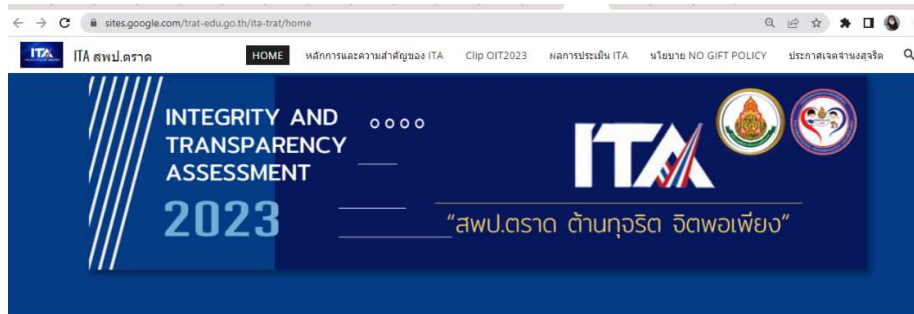 sites.google.com/trat-edu.go.th/ita-trat/home
ITA
ITA สพป.ตราด
HOME
หลักการและความสำคัญของ ITA
Clip OIT2023
ผลการประเมิน ITA
นโยบาย NO GIFT POLICY
ประกาศเจตจำนงสุจริต
INTEGRITY AND
TRANSPARENCY
ASSESSMENT
2023
ITA
“สพป.ตราด ต้านทุจริต จิตพอเพียง”